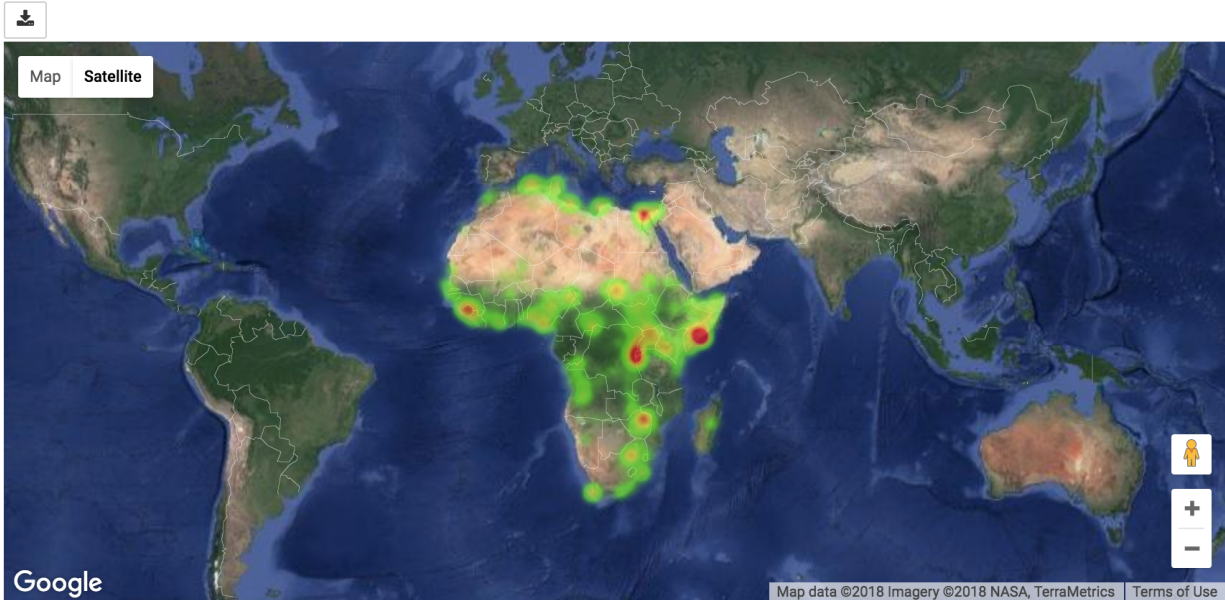 Map Satellite
Google
Map data ©2018 Imagery ©2018 NASA, TerraMetrics Terms of Use